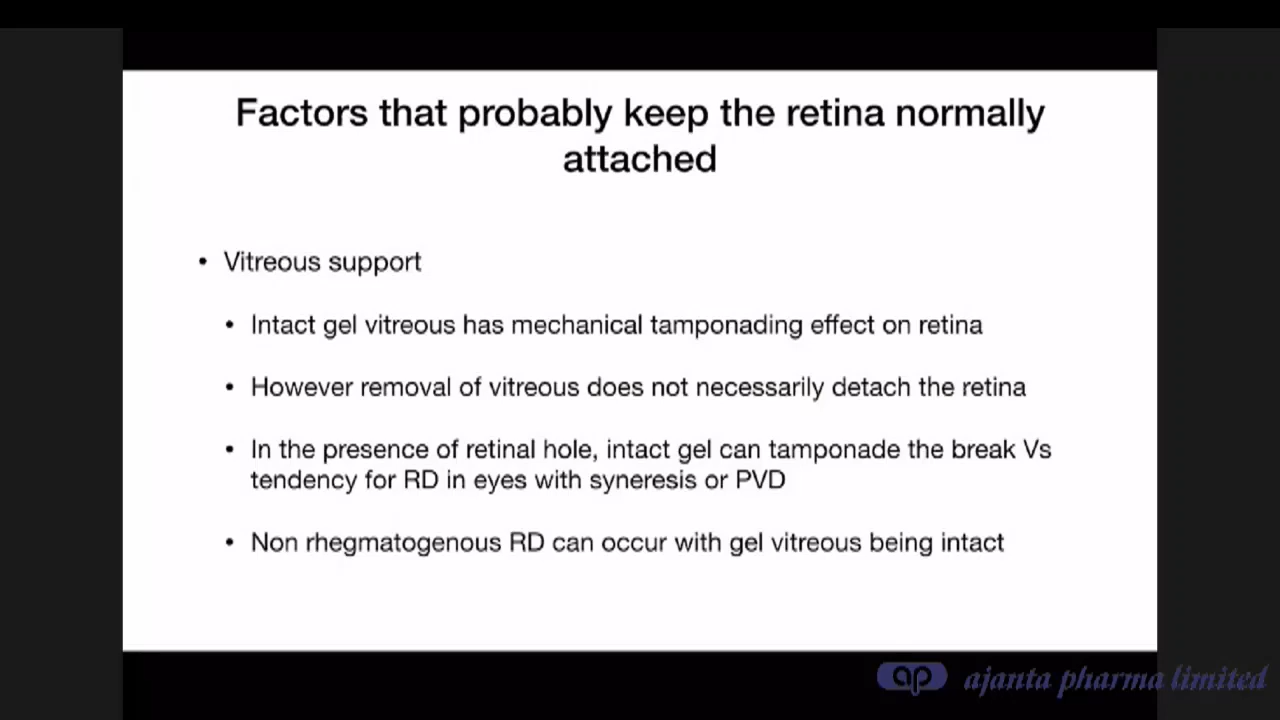 Factors that probably keep the retina normally
attached
• Vitreous support
• Intact gel vitreous has mechanical tamponading effect on retina
• However removal of vitreous does not necessarily detach the retina
• In the presence of retinal hole, intact gel can tamponade the break Vs
tendency for RD in eyes with syneresis or PVD
• Non rhegmatogenous RD can occur with gel vitreous being intact
ap ajanta pharma limited